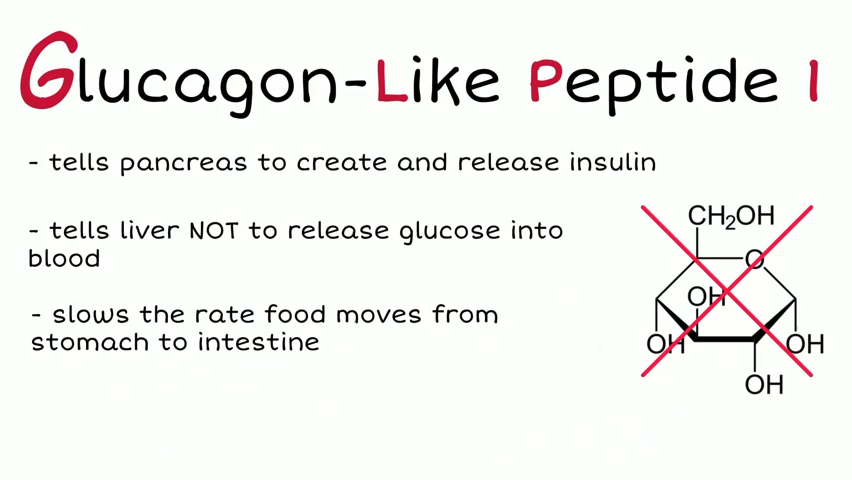 Glucagon-Like Peptide 1
- tells pancreas to create and release insulin
- tells liver NOT to release glucose into
blood
- slows the rate food moves from
stomach to intestine
CH₂OH
O
OH
OH
OH
OH